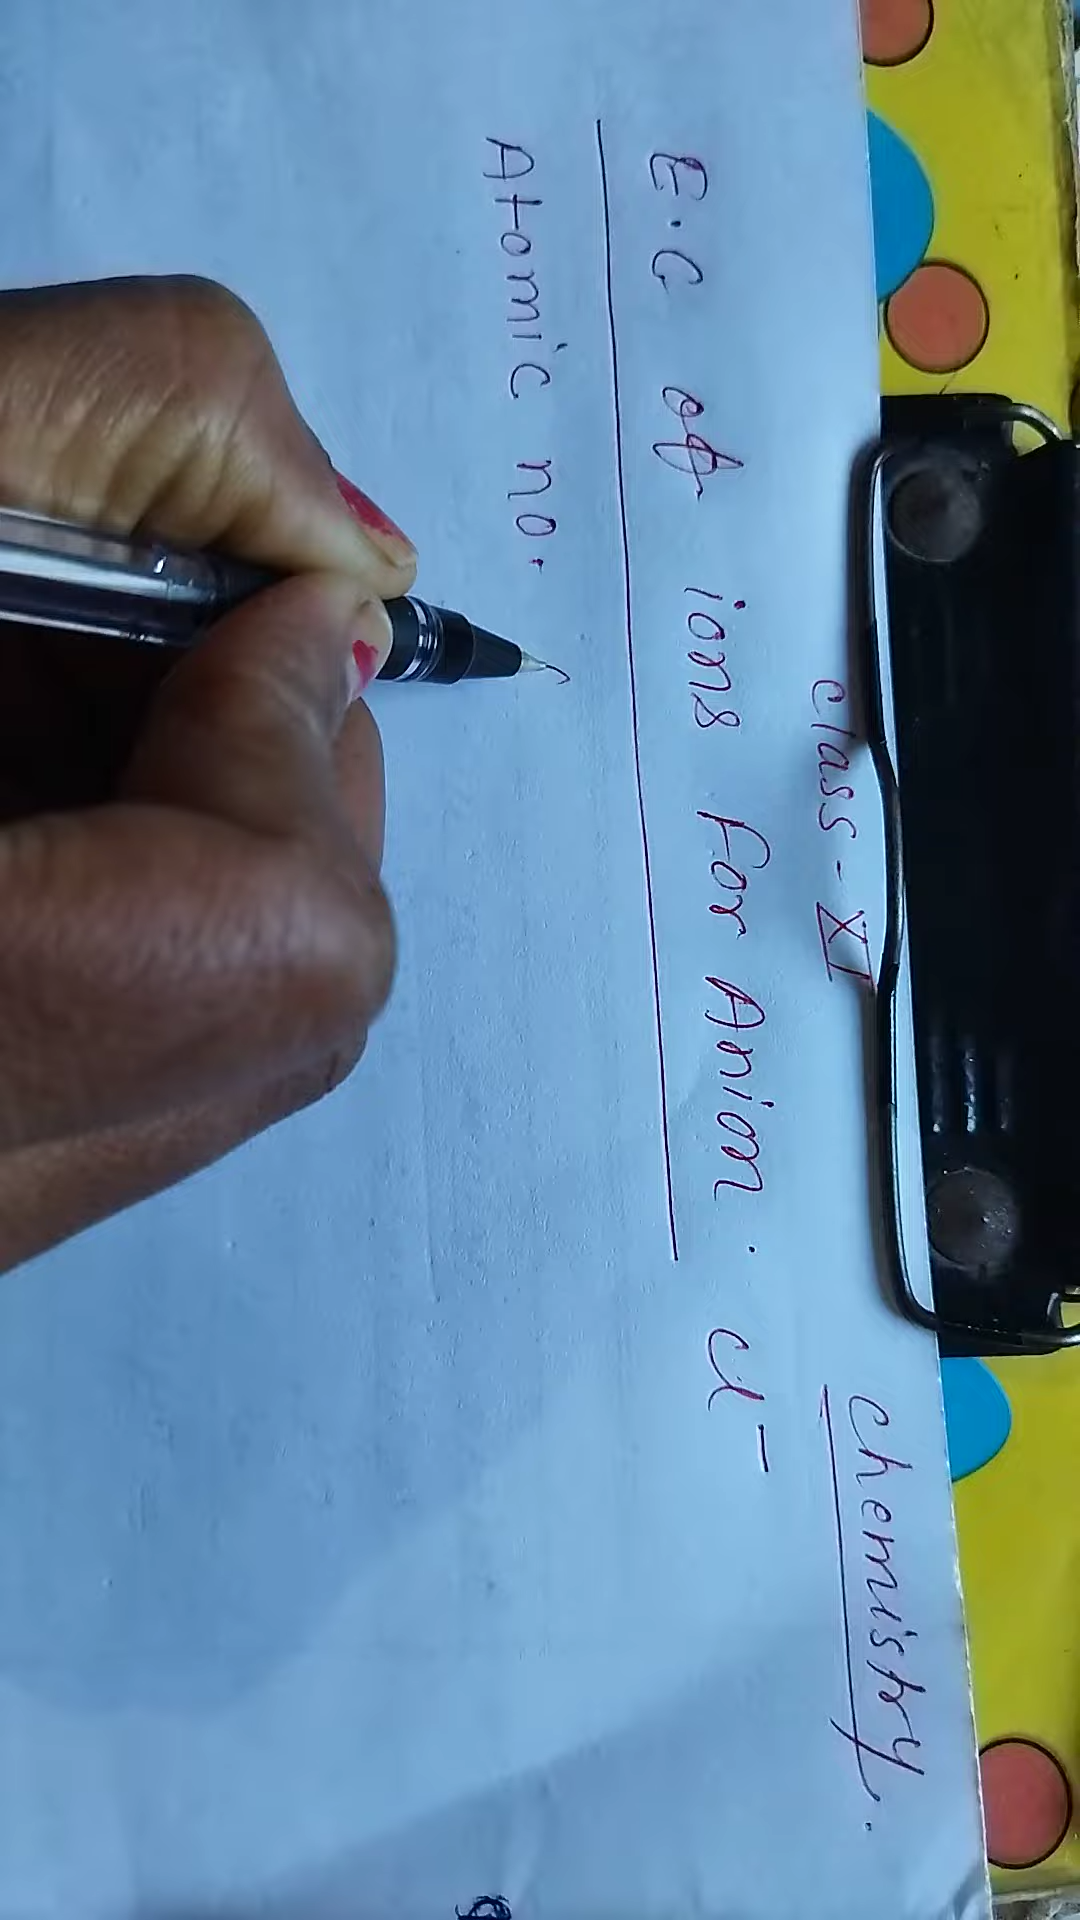 Class - XI
Chemistry.
E.C of ions For Anion. Cl⁻
Atomic no.